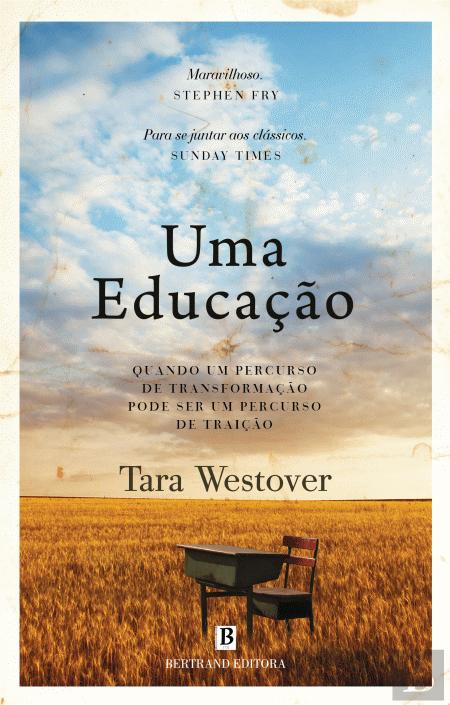 Maravilhoso.
STEPHEN FRY
Para se juntar aos clássicos.
SUNDAY TIMES
Uma
Educação
QUANDO UM PERCURSO
DE TRANSFORMAÇÃO
PODE SER UM PERCURSO
DE TRAIÇÃO
Tara Westover
B
BERTRAND EDITORA